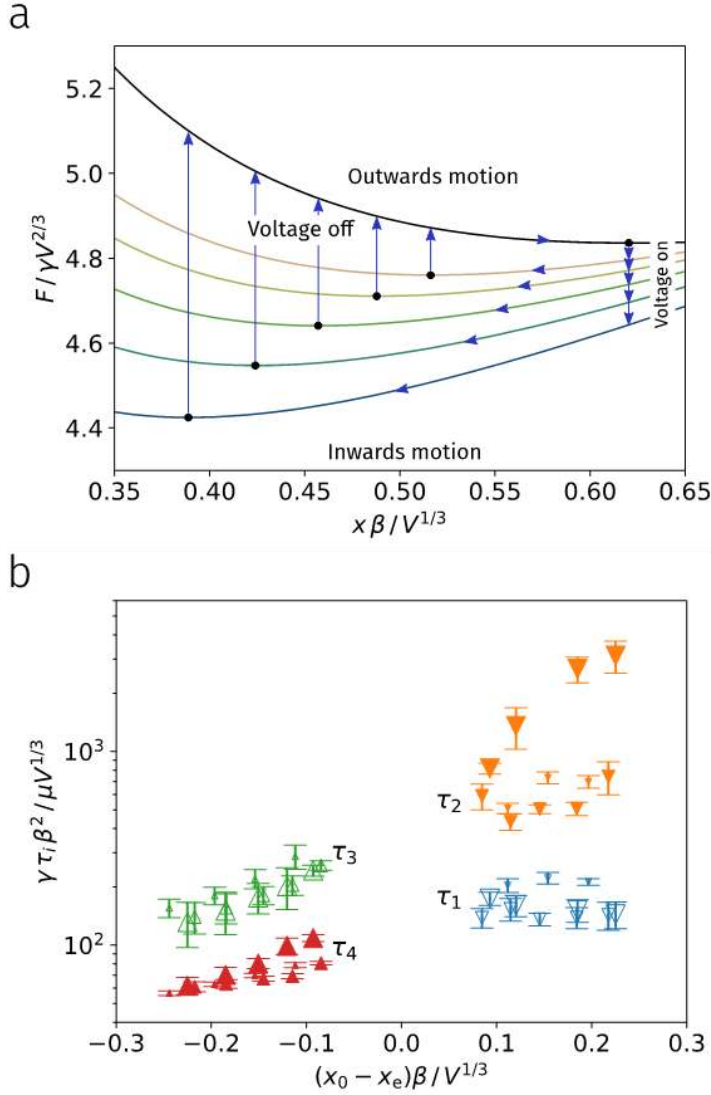 a
5.2
5.0
4.8
4.6
4.4
F / γV^{2/3}
Outwards motion
Voltage off
Voltage on
Inwards motion
0.35 0.40 0.45 0.50 0.55 0.60 0.65
x β / V^{1/3}
b
10^3
10^2
γ τ_i β^2 / μV^{1/3}
τ_2
τ_3
τ_1
τ_4
−0.3 −0.2 −0.1 0.0 0.1 0.2 0.3
(x_0 − x_e)β / V^{1/3}